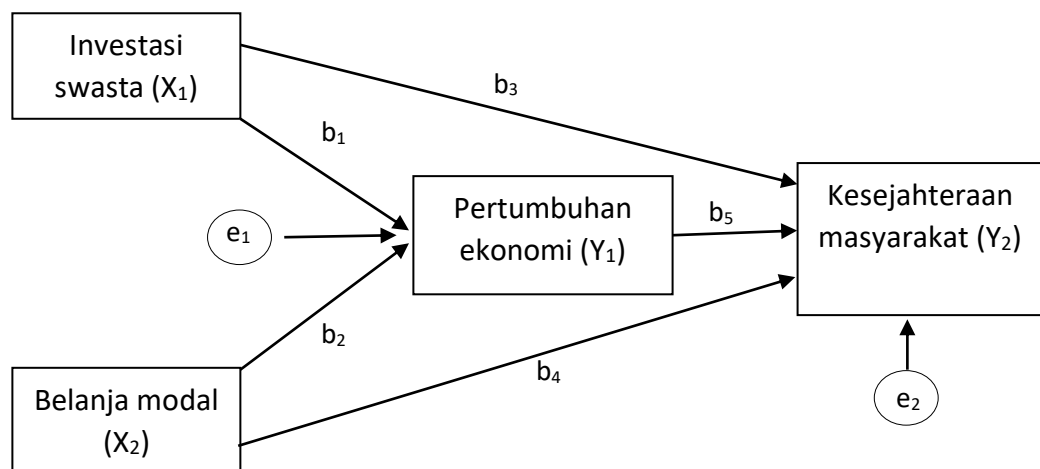 Investasi
swasta (X₁)
b₃
b₁
Pertumbuhan
ekonomi (Y₁)
b₅
Kesejahteraan
masyarakat (Y₂)
e₁
b₂
b₄
Belanja modal
(X₂)
e₂